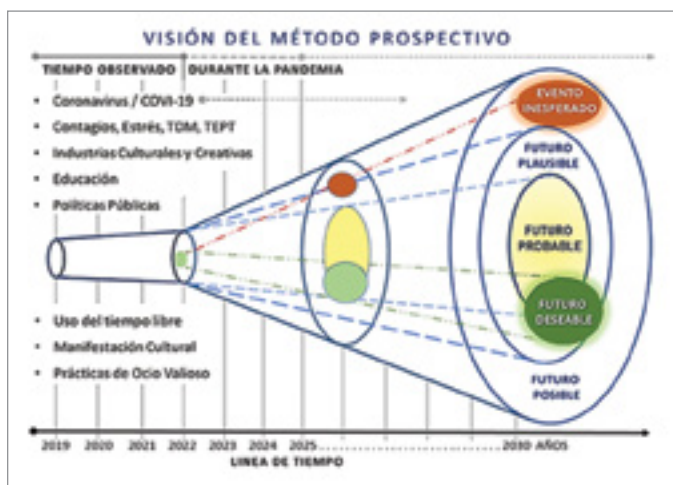 VISIÓN DEL MÉTODO PROSPECTIVO
TIEMPO OBSERVADO
DURANTE LA PANDEMIA
• Coronavirus / COVI-19
• Contagios, Estrés, TDM, TEPT
• Industrias Culturales y Creativas
• Educación
• Políticas Públicas
• Uso del tiempo libre
• Manifestación Cultural
• Prácticas de Ocio Valioso
EVENTO
INESPERADO
FUTURO
PLAUSIBLE
FUTURO
PROBABLE
FUTURO
DESEABLE
FUTURO
POSIBLE
2019 2020 2021 2022 2023 2024 2025 2030 AÑOS
LINEA DE TIEMPO